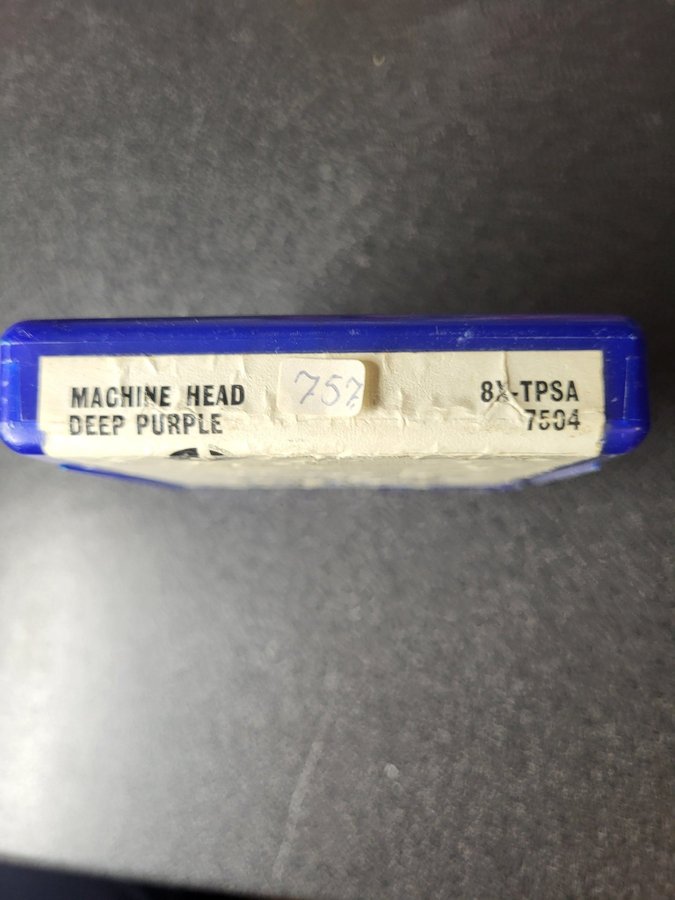 MACHINE HEAD
DEEP PURPLE
757
8X-TPSA
7504